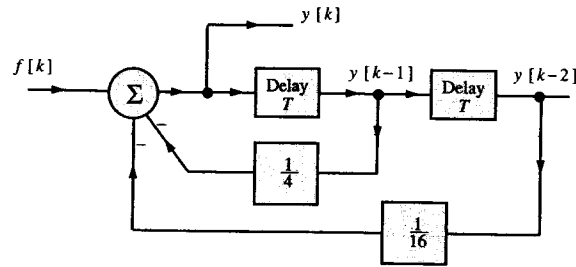 y[k]
f[k]
Σ
Delay
T
y[k-1]
Delay
T
y[k-2]
−
−
1/4
1/16